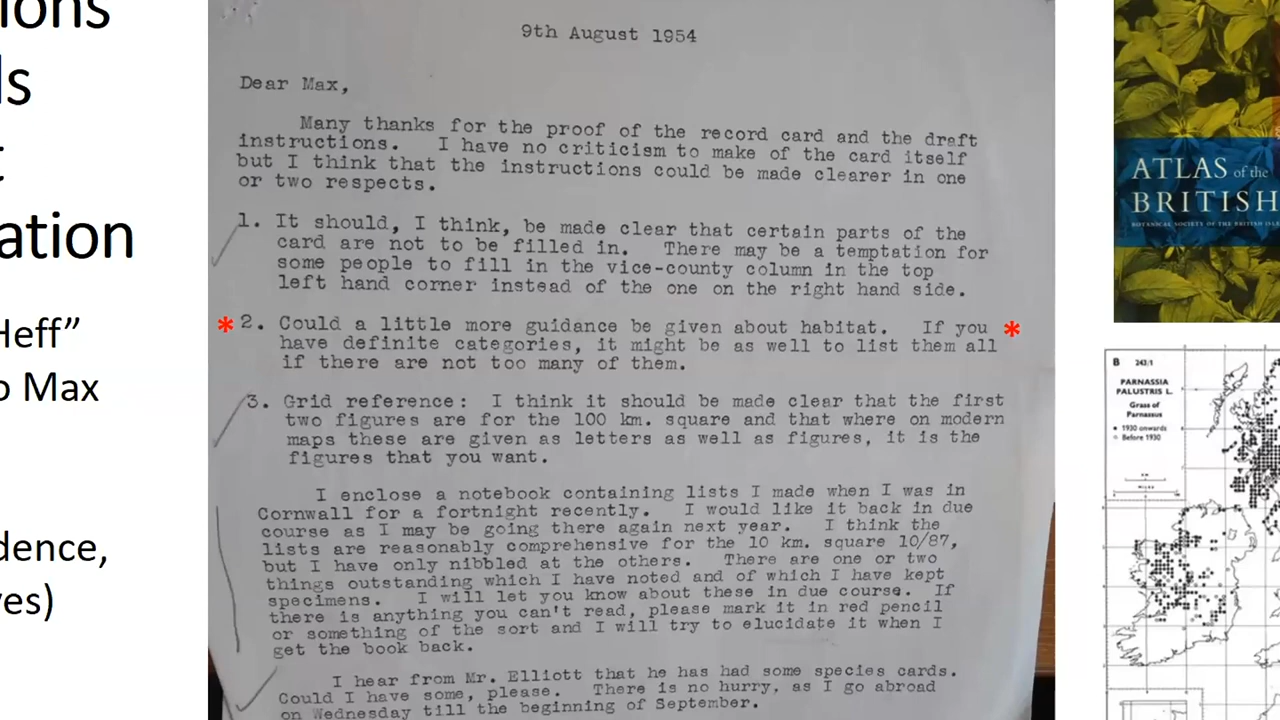 ions
ls
t
ation
Heff”
o Max
dence,
ves)
9th August 1954
Dear Max,
Many thanks for the proof of the record card and the draft
instructions. I have no criticism to make of the card itself
but I think that the instructions could be made clearer in one
or two respects.
1. It should, I think, be made clear that certain parts of the
card are not to be filled in. There may be a temptation for
some people to fill in the vice-county column in the top
left hand corner instead of the one on the right hand side.
* 2. Could a little more guidance be given about habitat. If you *
have definite categories, it might be as well to list them all
if there are not too many of them.
3. Grid reference: I think it should be made clear that the first
two figures are for the 100 km. square and that where on modern
maps these are given as letters as well as figures, it is the
figures that you want.
I enclose a notebook containing lists I made when I was in
Cornwall for a fortnight recently. I would like it back in due
course as I may be going there again next year. I think the
lists are reasonably comprehensive for the 10 km. square 10/87,
but I have only nibbled at the others. There are one or two
things outstanding which I have noted and of which I have kept
specimens. I will let you know about these in due course. If
there is anything you can't read, please mark it in red pencil
or something of the sort and I will try to elucidate it when I
get the book back.
I hear from Mr. Elliott that he has had some species cards.
Could I have some, please. There is no hurry, as I go abroad
on Wednesday till the beginning of September.
ATLAS of the
BRITISH
BOTANICAL SOCIETY OF THE BRITISH ISLE
B 243/1
PARNASSIA
PALUSTRIS L.
Grass of
Parnassus
1930 onwards
Before 1930